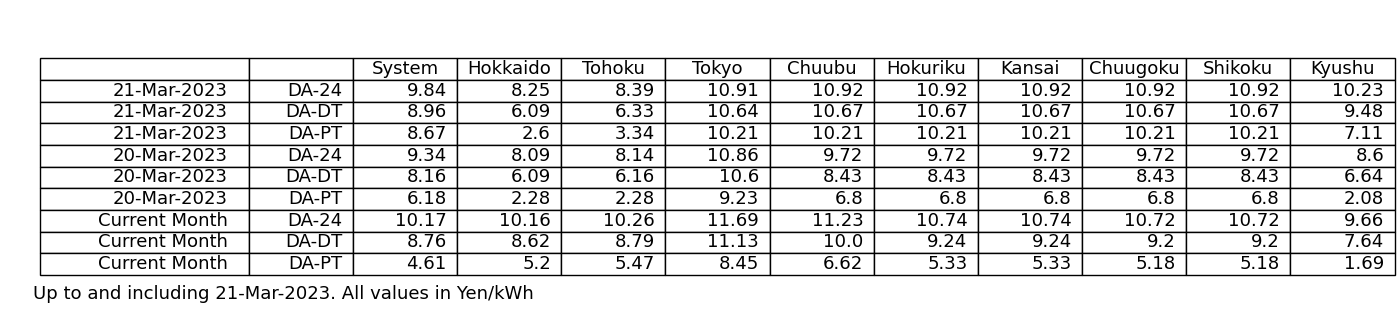 System Hokkaido Tohoku Tokyo Chuubu Hokuriku Kansai Chuugoku Shikoku Kyushu
21-Mar-2023 DA-24 9.84 8.25 8.39 10.91 10.92 10.92 10.92 10.92 10.92 10.23
21-Mar-2023 DA-DT 8.96 6.09 6.33 10.64 10.67 10.67 10.67 10.67 10.67 9.48
21-Mar-2023 DA-PT 8.67 2.6 3.34 10.21 10.21 10.21 10.21 10.21 10.21 7.11
20-Mar-2023 DA-24 9.34 8.09 8.14 10.86 9.72 9.72 9.72 9.72 9.72 8.6
20-Mar-2023 DA-DT 8.16 6.09 6.16 10.6 8.43 8.43 8.43 8.43 8.43 6.64
20-Mar-2023 DA-PT 6.18 2.28 2.28 9.23 6.8 6.8 6.8 6.8 6.8 2.08
Current Month DA-24 10.17 10.16 10.26 11.69 11.23 10.74 10.74 10.72 10.72 9.66
Current Month DA-DT 8.76 8.62 8.79 11.13 10.0 9.24 9.24 9.2 9.2 7.64
Current Month DA-PT 4.61 5.2 5.47 8.45 6.62 5.33 5.33 5.18 5.18 1.69
Up to and including 21-Mar-2023. All values in Yen/kWh